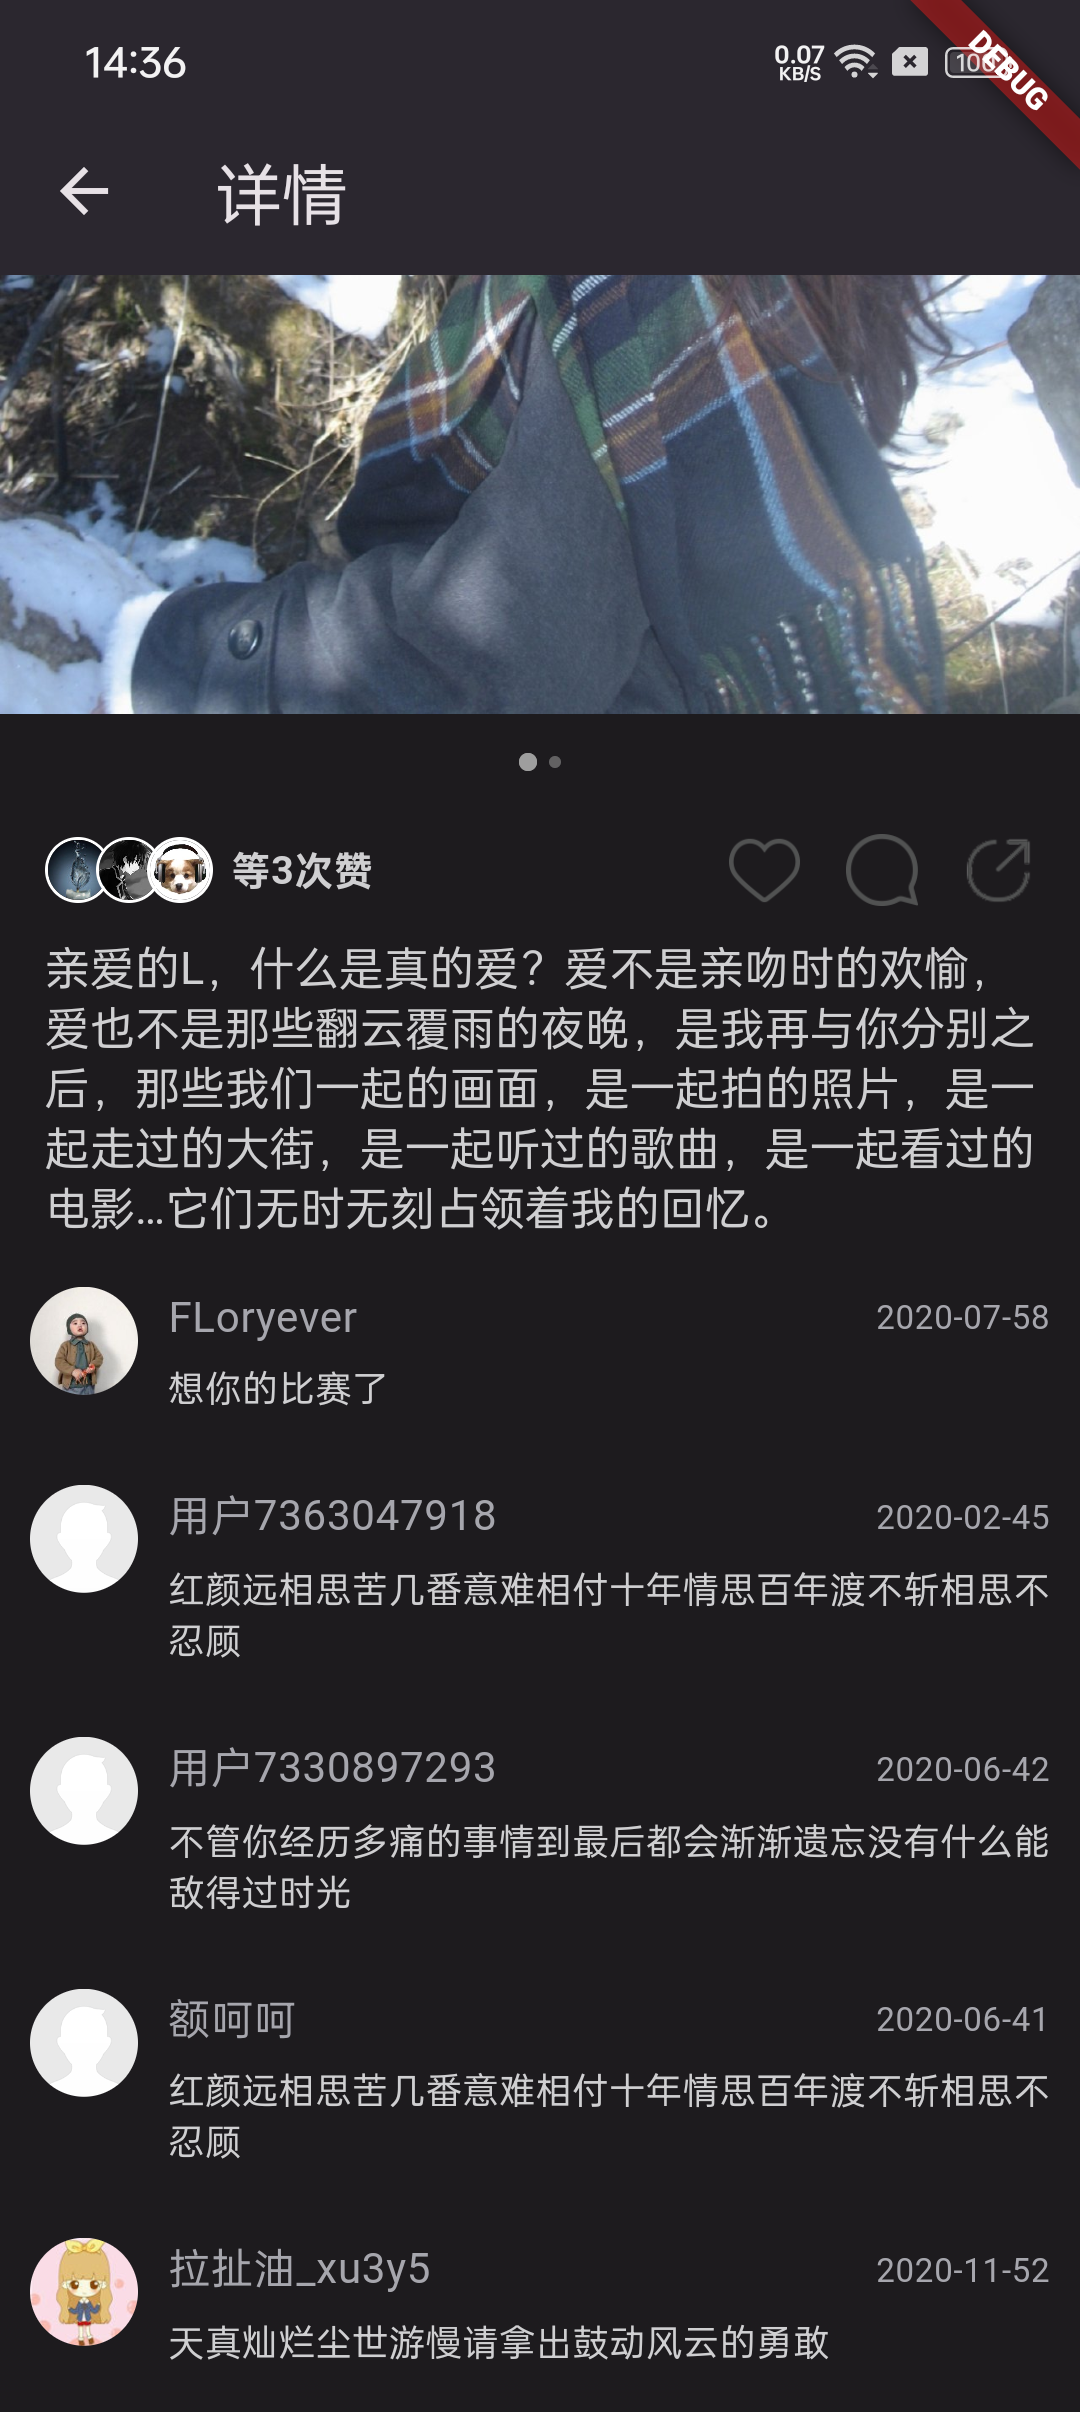 14:36
0.07
KB/S
DEBUG
详情
等3次赞
亲爱的L，什么是真的爱？爱不是亲吻时的欢愉，
爱也不是那些翻云覆雨的夜晚，是我再与你分别之
后，那些我们一起的画面，是一起拍的照片，是一
起走过的大街，是一起听过的歌曲，是一起看过的
电影...它们无时无刻占领着我的回忆。
FLoryever
2020-07-58
想你的比赛了
用户7363047918
2020-02-45
红颜远相思苦几番意难相付十年情思百年渡不斩相思不
忍顾
用户7330897293
2020-06-42
不管你经历多痛的事情到最后都会渐渐遗忘没有什么能
敌得过时光
额呵呵
2020-06-41
红颜远相思苦几番意难相付十年情思百年渡不斩相思不
忍顾
拉扯油_xu3y5
2020-11-52
天真灿烂尘世游慢请拿出鼓动风云的勇敢